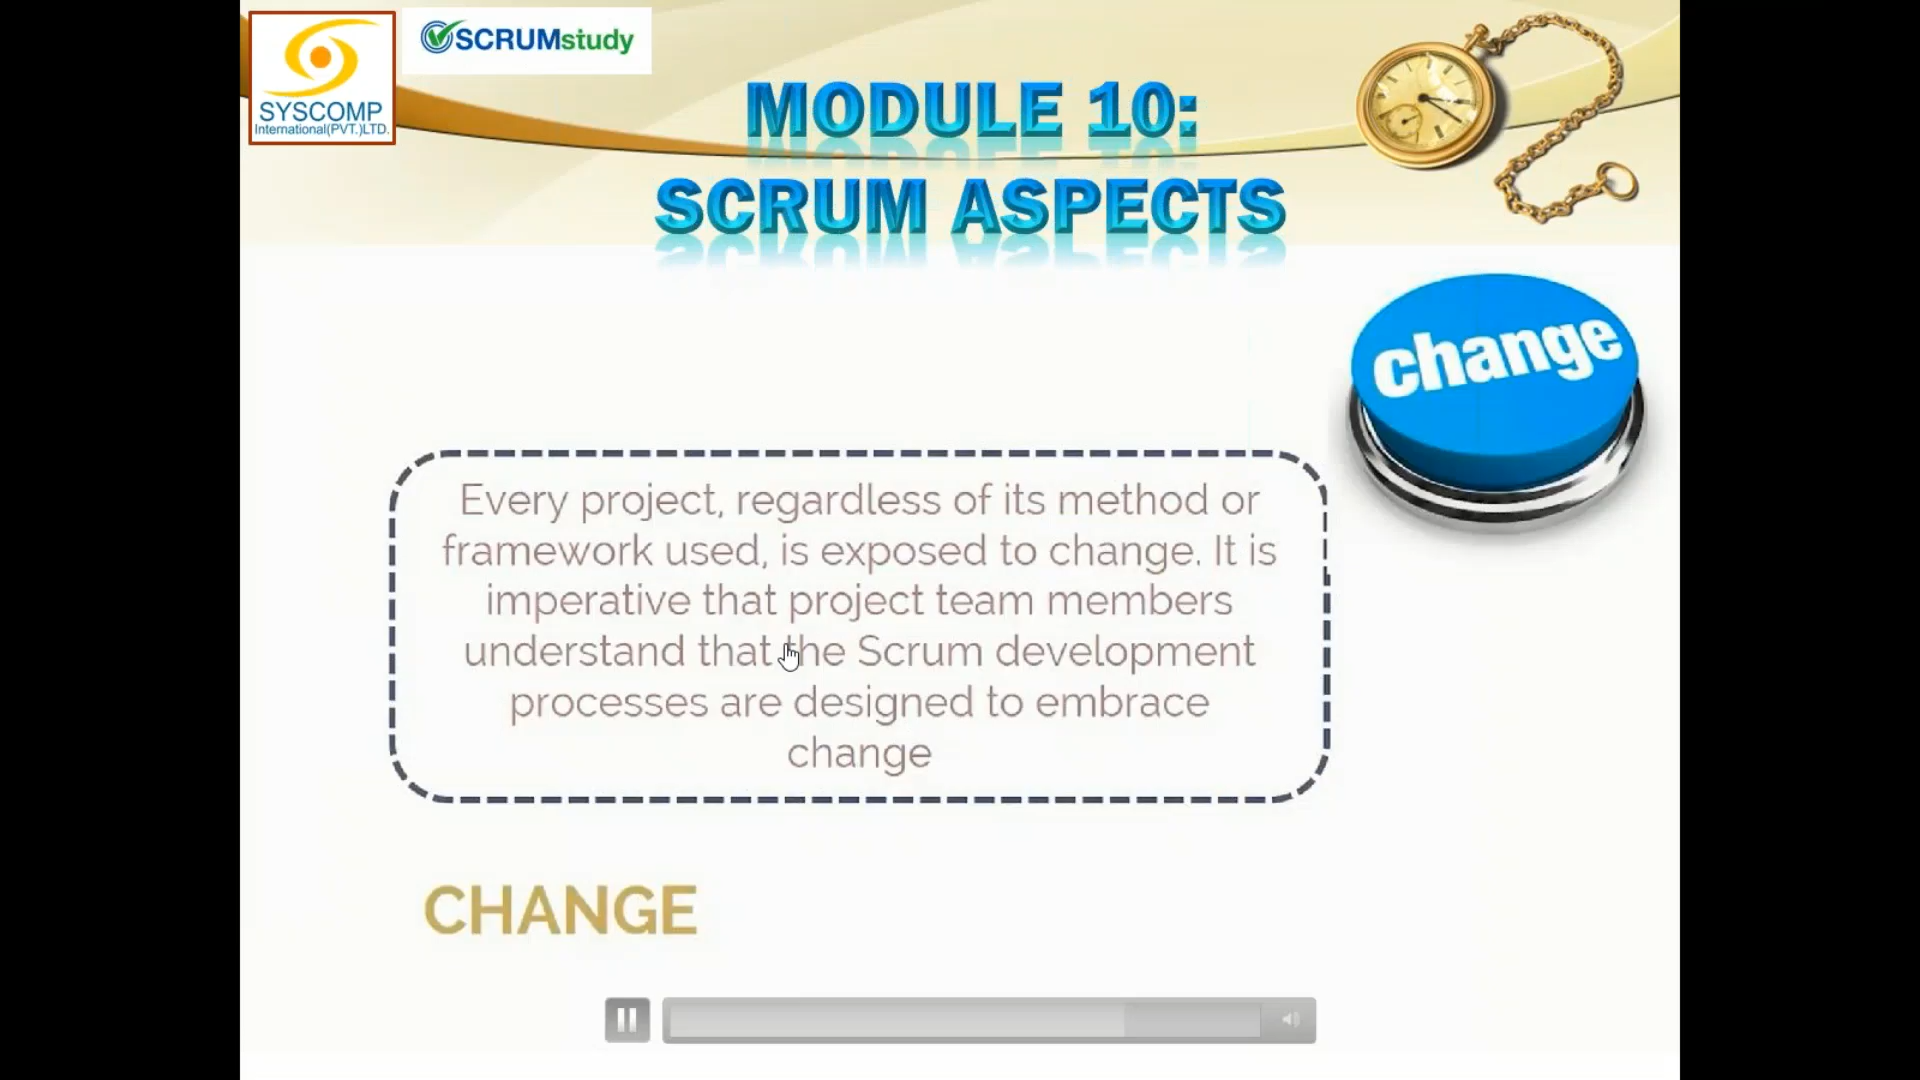 SYSCOMP
International(PVT.)LTD.
SCRUMstudy
MODULE 10:
SCRUM ASPECTS
change
Every project, regardless of its method or
framework used, is exposed to change. It is
imperative that project team members
understand that the Scrum development
processes are designed to embrace
change
CHANGE